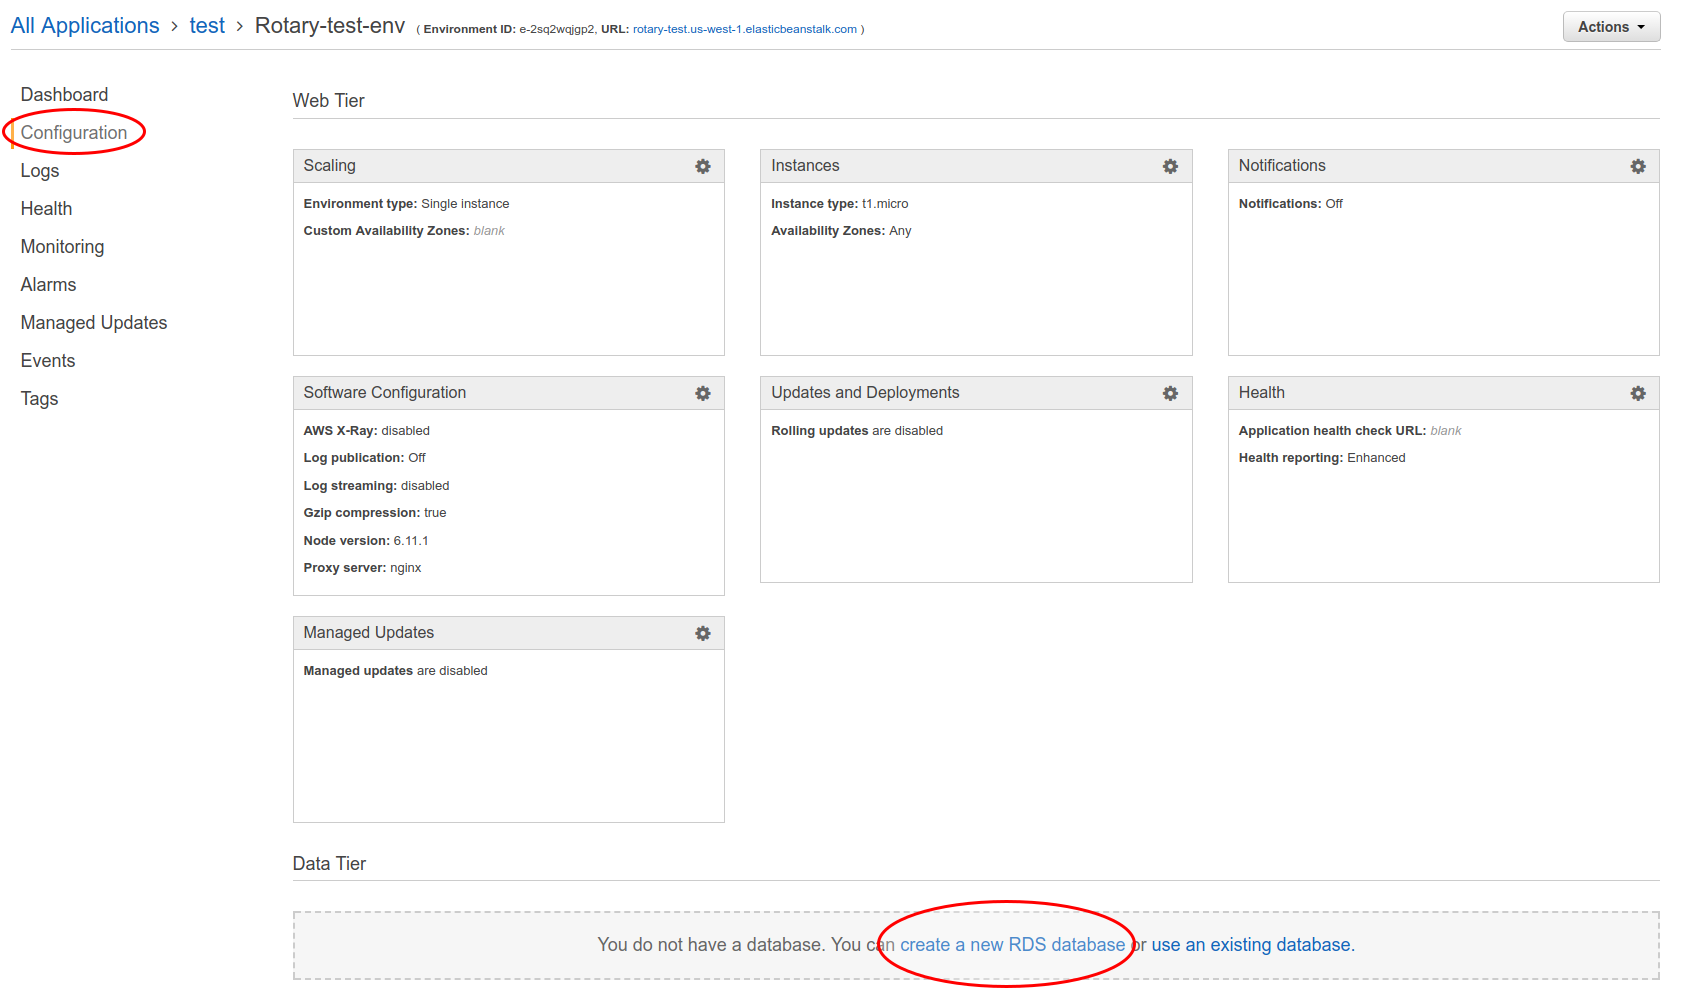 All Applications > test > Rotary-test-env ( Environment ID: e-2sq2wqjgp2, URL: rotary-test.us-west-1.elasticbeanstalk.com )
Actions
Dashboard
Configuration
Logs
Health
Monitoring
Alarms
Managed Updates
Events
Tags
Web Tier
Scaling
Environment type: Single instance
Custom Availability Zones: blank
Instances
Instance type: t1.micro
Availability Zones: Any
Notifications
Notifications: Off
Software Configuration
AWS X-Ray: disabled
Log publication: Off
Log streaming: disabled
Gzip compression: true
Node version: 6.11.1
Proxy server: nginx
Updates and Deployments
Rolling updates are disabled
Health
Application health check URL: blank
Health reporting: Enhanced
Managed Updates
Managed updates are disabled
Data Tier
You do not have a database. You can create a new RDS database or use an existing database.